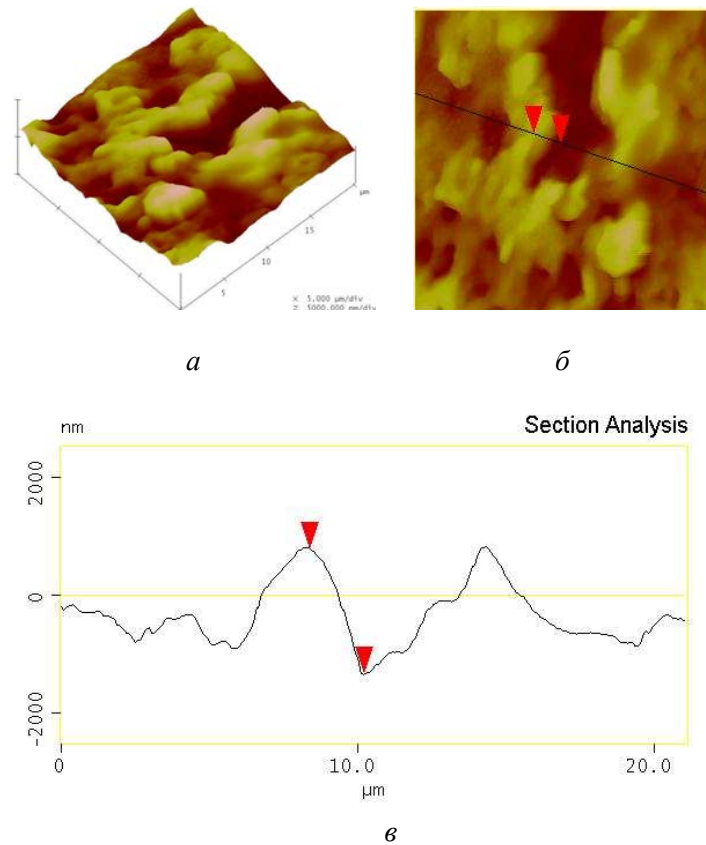 μm
15
10
5
X 5.000 μm/div
Z 5000.000 nm/div
а
б
nm
Section Analysis
2000
0
-2000
0
10.0
20.0
μm
в